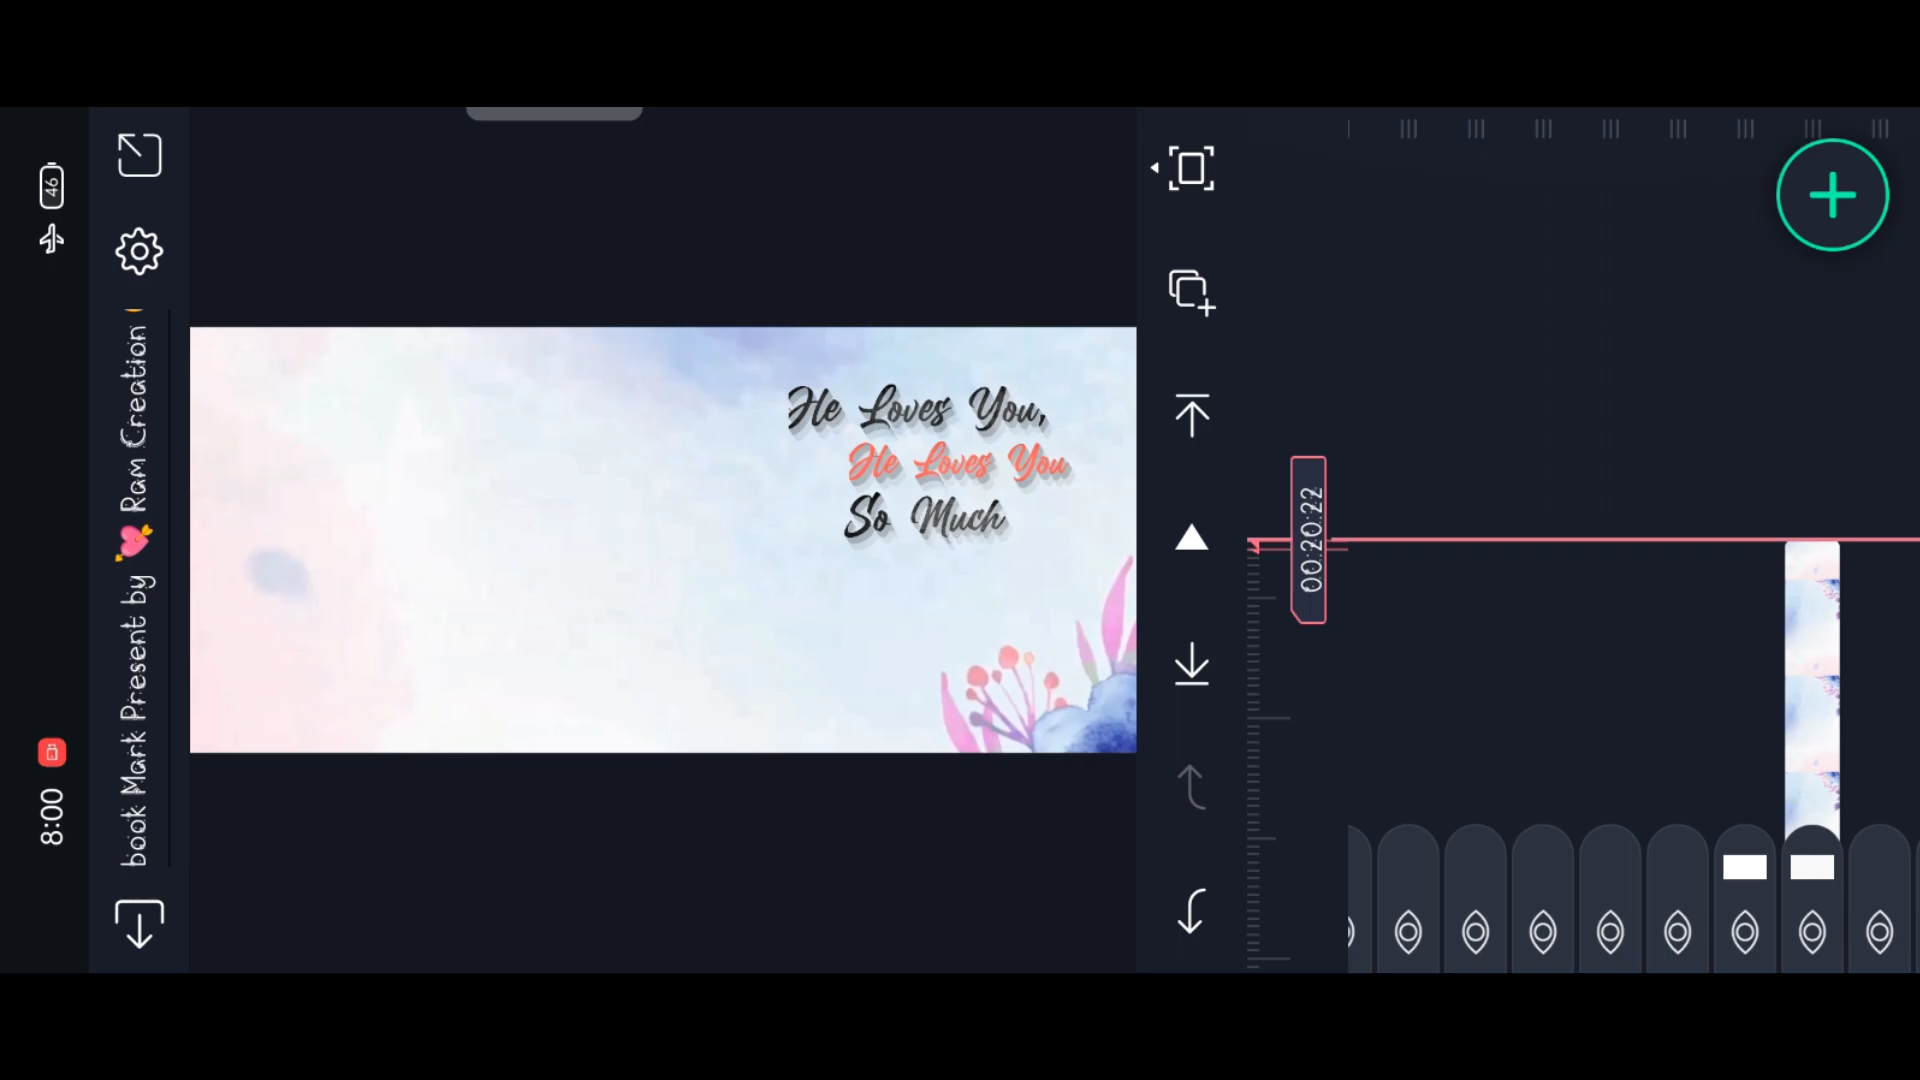 8:00
46
book Mark Present by 💘 Ram Creation
He Loves You,
He Loves You
So Much
00:20:22